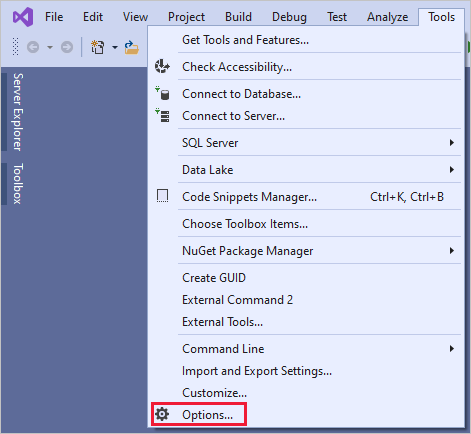 File Edit View Project Build Debug Test Analyze Tools
Get Tools and Features...
Check Accessibility...
Connect to Database...
Connect to Server...
SQL Server
Data Lake
Code Snippets Manager... Ctrl+K, Ctrl+B
Choose Toolbox Items...
NuGet Package Manager
Create GUID
External Command 2
External Tools...
Command Line
Import and Export Settings...
Customize...
Options...
Server Explorer
Toolbox